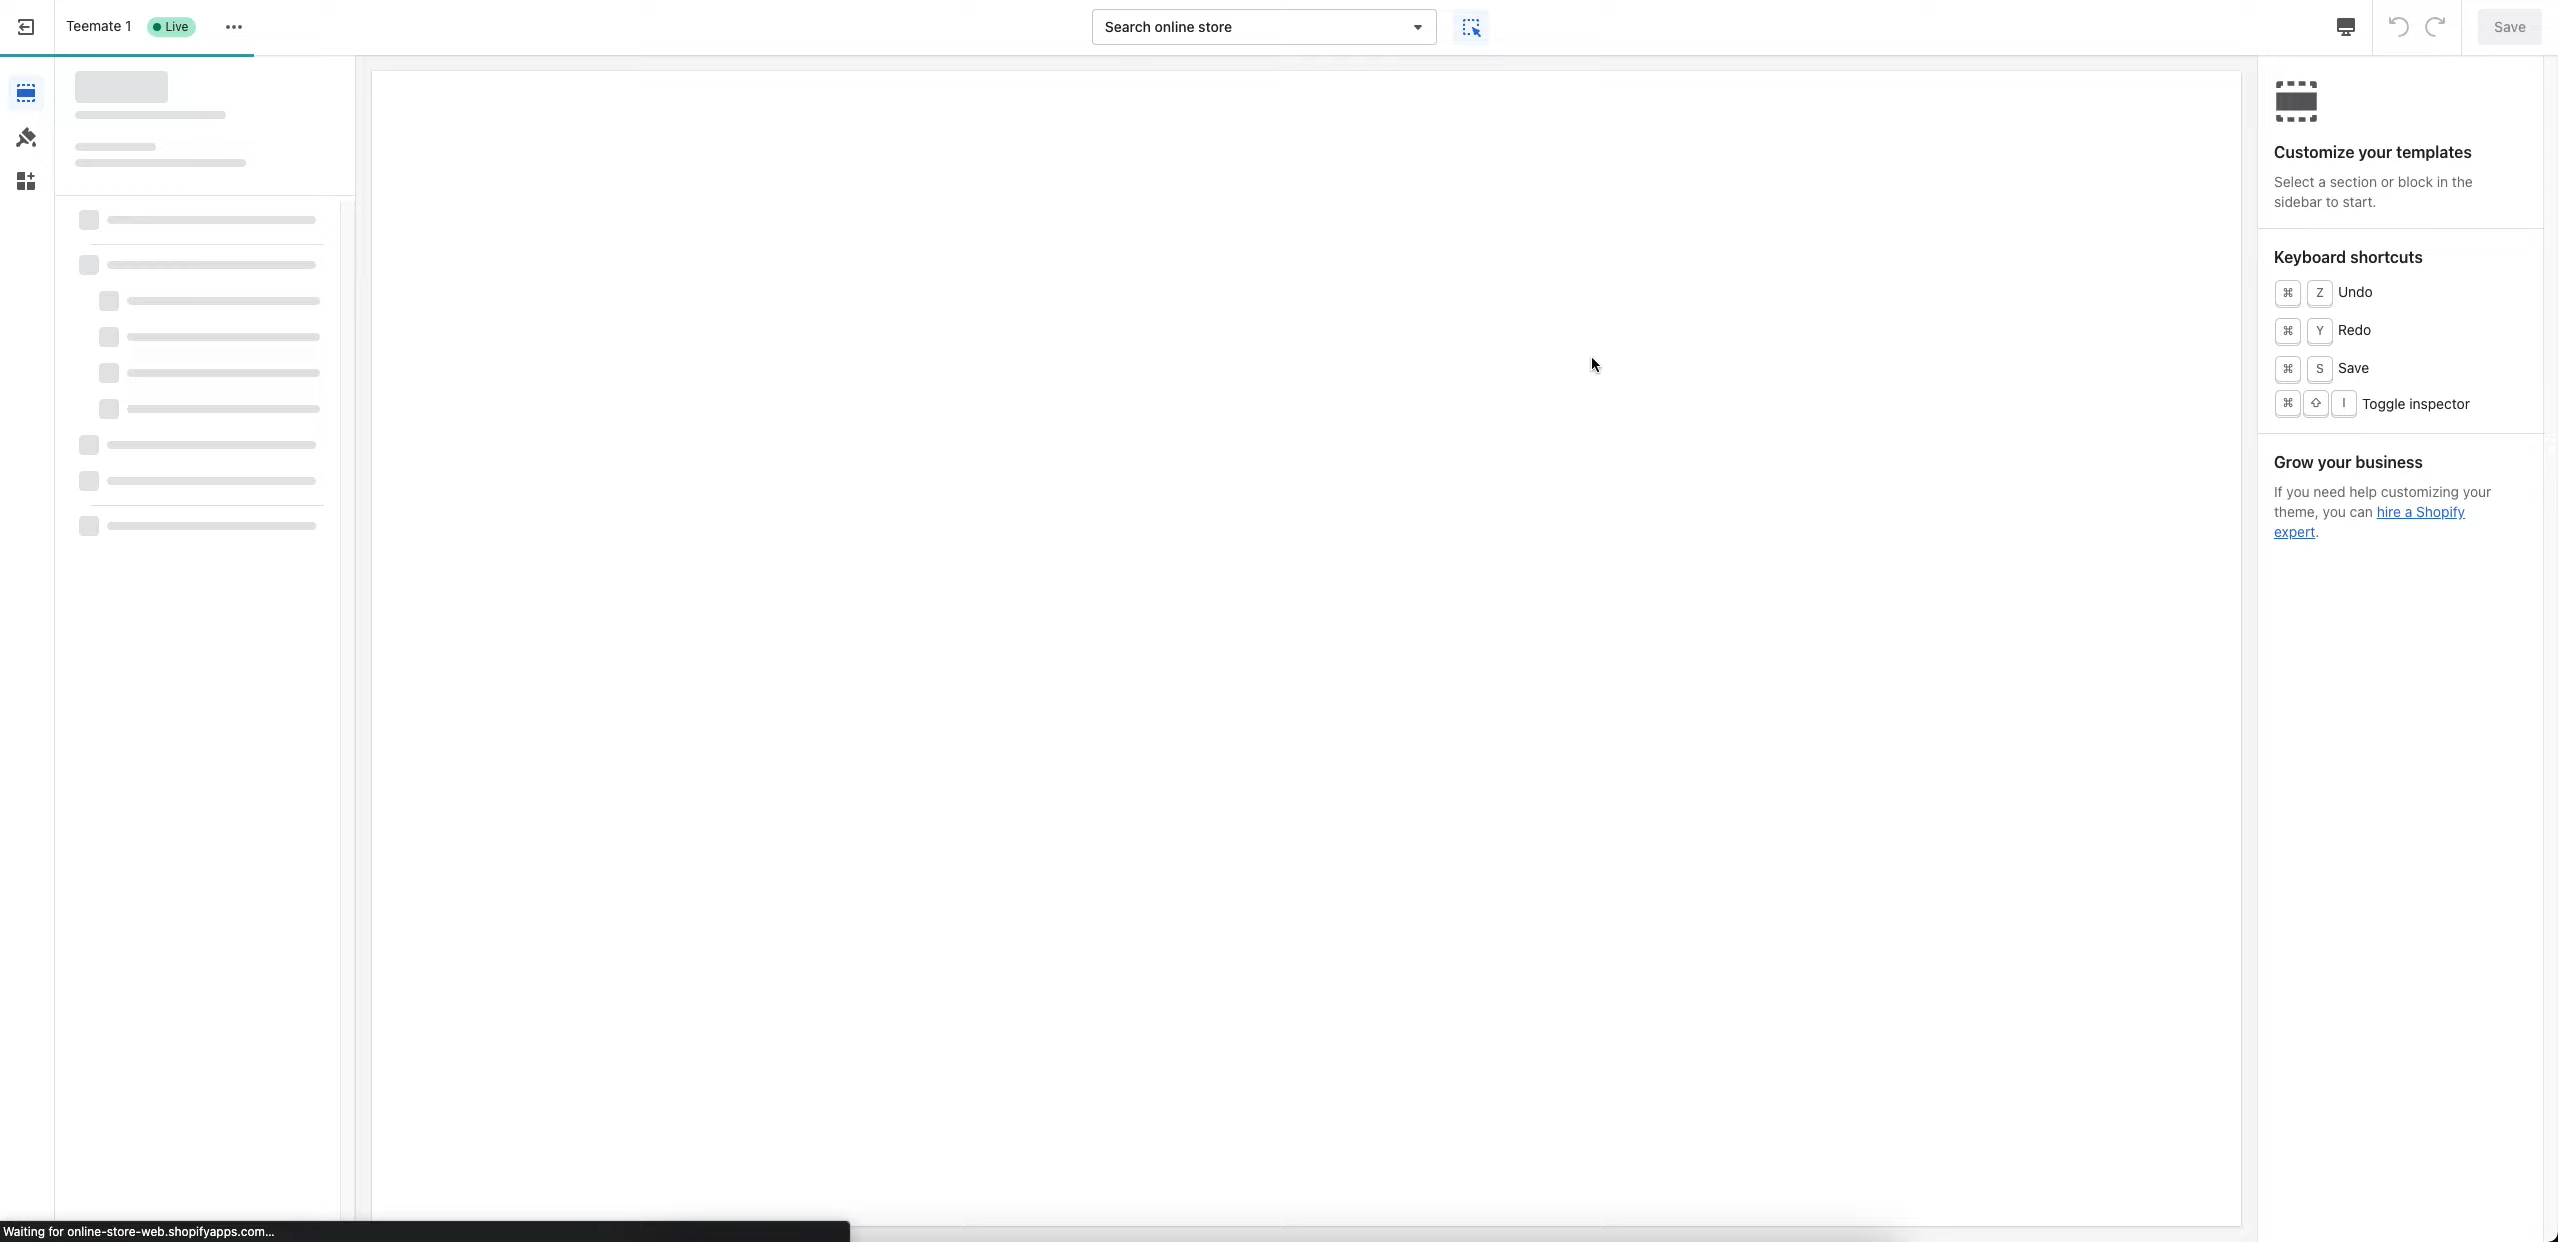 Teemate 1
Live
Search online store
Save
Customize your templates
Select a section or block in the
sidebar to start.
Keyboard shortcuts
⌘ Z Undo
⌘ Y Redo
⌘ S Save
⌘ ⇧ I Toggle inspector
Grow your business
If you need help customizing your
theme, you can hire a Shopify
expert.
Waiting for online-store-web.shopifyapps.com...